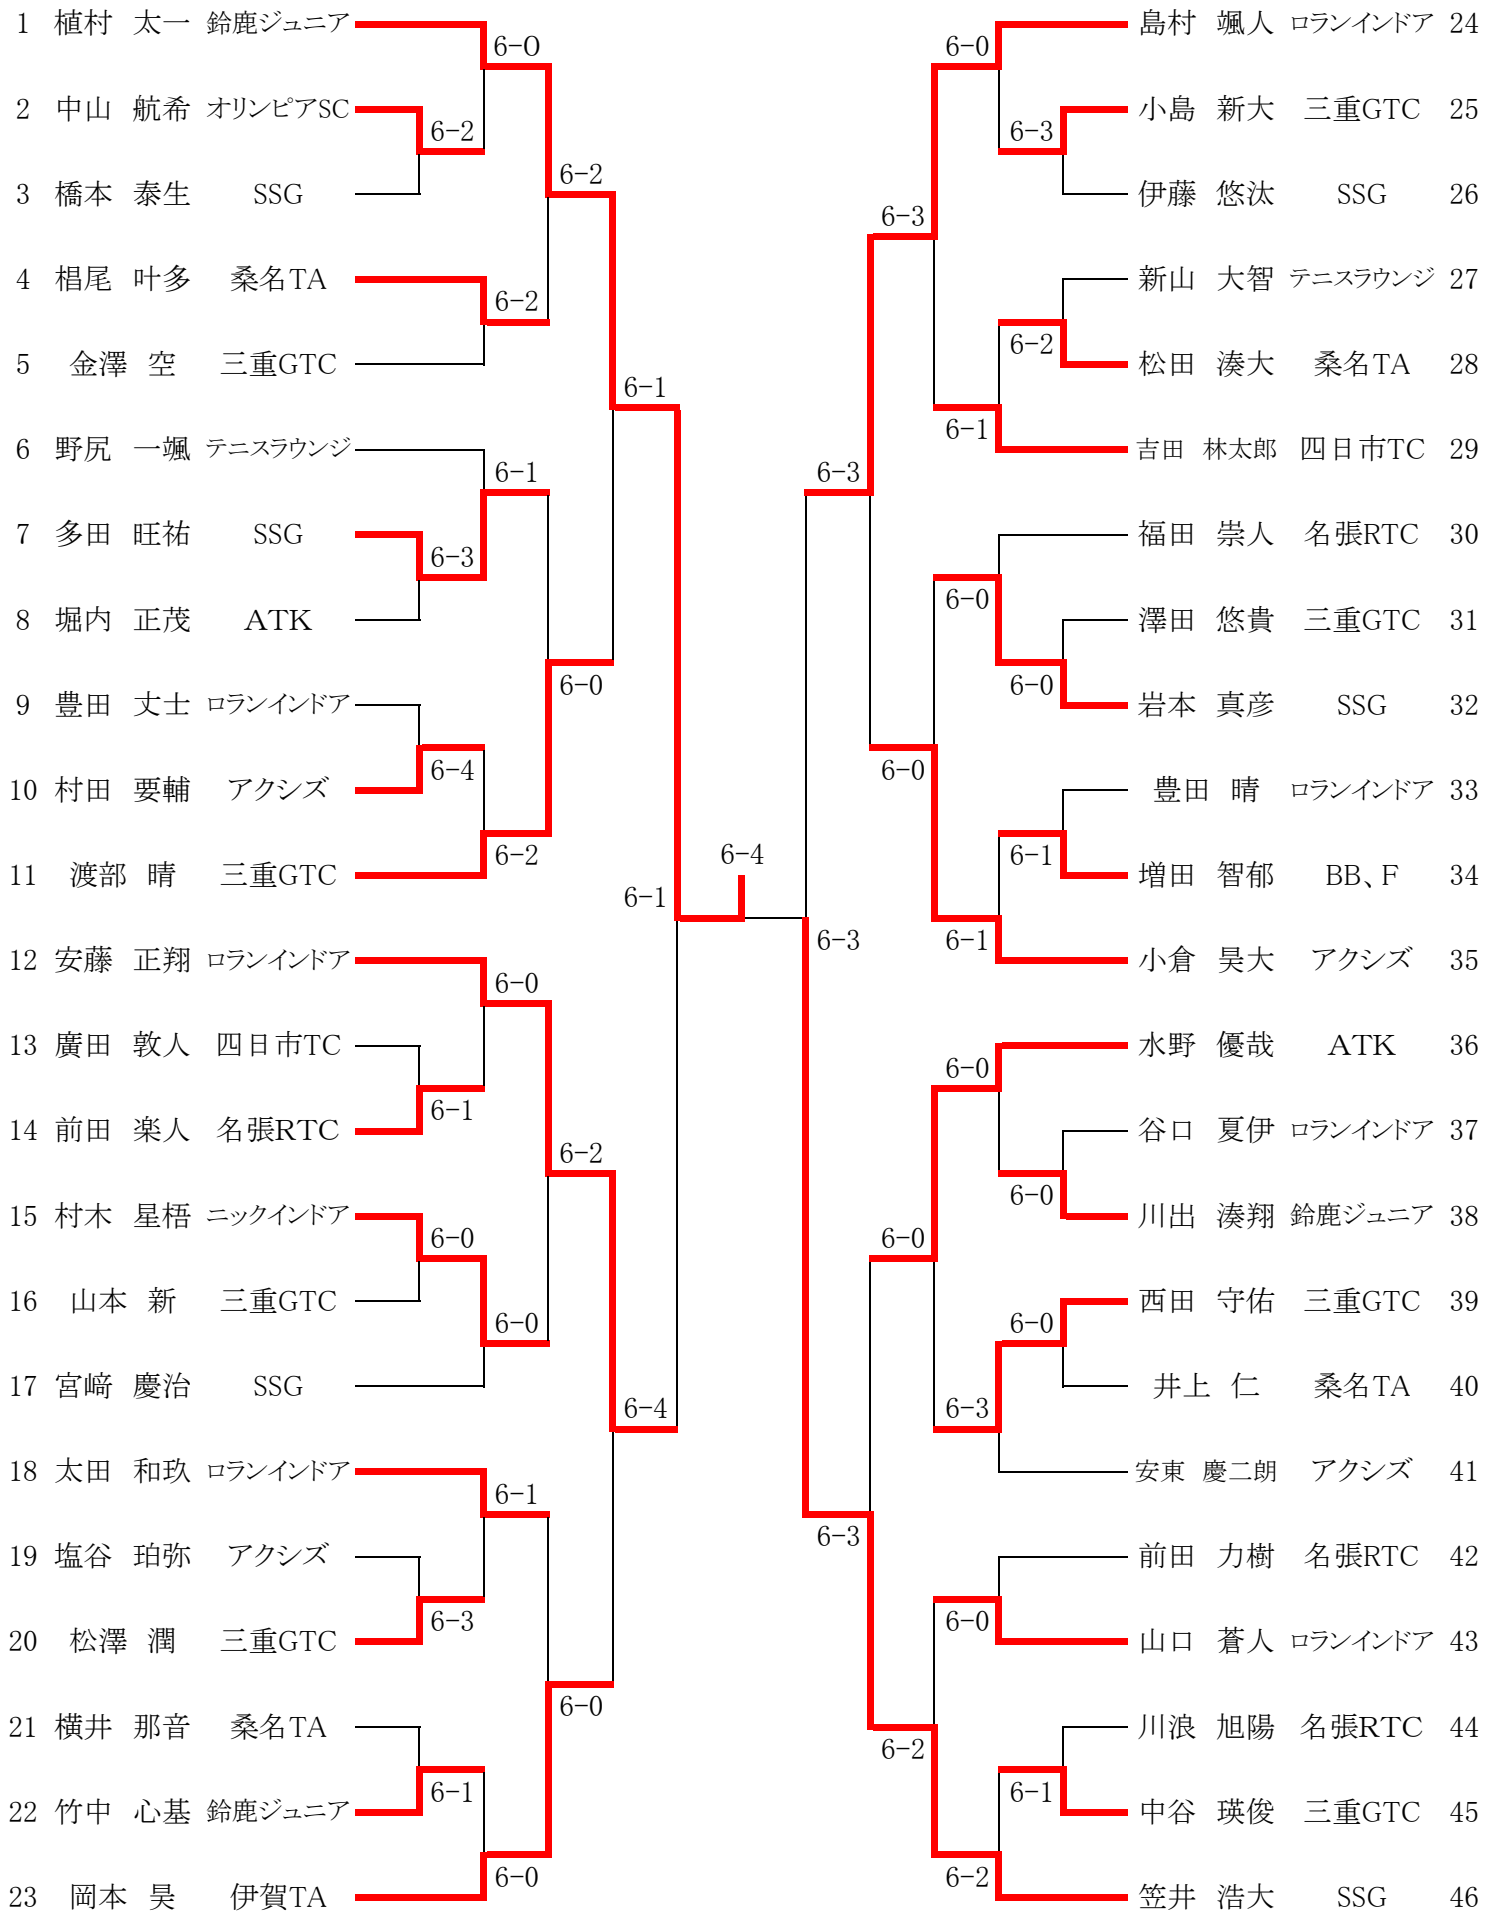 1 植村 太一 鈴鹿ジュニア
6-0
2 中山 航希 オリンピアSC
6-2
3 橋本 泰生 SSG
6-2
4 椙尾 叶多 桑名TA
6-2
5 金澤 空 三重GTC
6-1
6 野尻 一颯 テニスラウンジ
6-1
7 多田 旺祐 SSG
6-3
8 堀内 正茂 ATK
6-0
9 豊田 丈士 ロランインドア
6-4
10 村田 要輔 アクシズ
6-2
11 渡部 晴 三重GTC
6-1
12 安藤 正翔 ロランインドア
6-0
13 廣田 敦人 四日市TC
6-1
14 前田 楽人 名張RTC
6-2
15 村木 星梧 ニックインドア
6-0
16 山本 新 三重GTC
6-0
17 宮﨑 慶治 SSG
6-4
18 太田 和玖 ロランインドア
6-1
19 塩谷 珀弥 アクシズ
6-3
20 松澤 潤 三重GTC
6-0
21 横井 那音 桑名TA
6-1
22 竹中 心基 鈴鹿ジュニア
6-0
23 岡本 昊 伊賀TA
6-4
島村 颯人 ロランインドア 24
6-0
小島 新大 三重GTC 25
6-3
伊藤 悠汰 SSG 26
6-3
新山 大智 テニスラウンジ 27
6-2
松田 湊大 桑名TA 28
6-1
吉田 林太郎 四日市TC 29
6-3
福田 崇人 名張RTC 30
6-0
澤田 悠貴 三重GTC 31
6-0
岩本 真彦 SSG 32
6-0
豊田 晴 ロランインドア 33
6-1
増田 智郁 BB、F 34
6-1
6-3
小倉 昊大 アクシズ 35
水野 優哉 ATK 36
6-0
谷口 夏伊 ロランインドア 37
6-0
川出 湊翔 鈴鹿ジュニア 38
6-0
西田 守佑 三重GTC 39
6-0
井上 仁 桑名TA 40
6-3
安東 慶二朗 アクシズ 41
6-3
前田 力樹 名張RTC 42
6-0
山口 蒼人 ロランインドア 43
川浪 旭陽 名張RTC 44
6-2
6-1
中谷 瑛俊 三重GTC 45
6-2
笠井 浩大 SSG 46